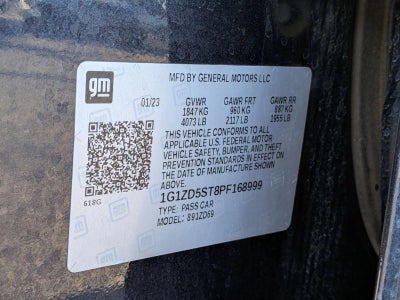 gm
MFD BY GENERAL MOTORS LLC
01/23 GVWR GAWR FRT GAWR RR
1847 KG 960 KG 887 KG
4073 LB 2117 LB 1955 LB
THIS VEHICLE CONFORMS TO ALL
APPLICABLE U.S. FEDERAL MOTOR
VEHICLE SAFETY, BUMPER, AND THEFT
PREVENTION STANDARDS IN EFFECT ON
THE DATE OF MANUFACTURE SHOWN
ABOVE.
1G1ZD5ST8PF168999
TYPE: PASS CAR
MODEL: 891ZD69
618G